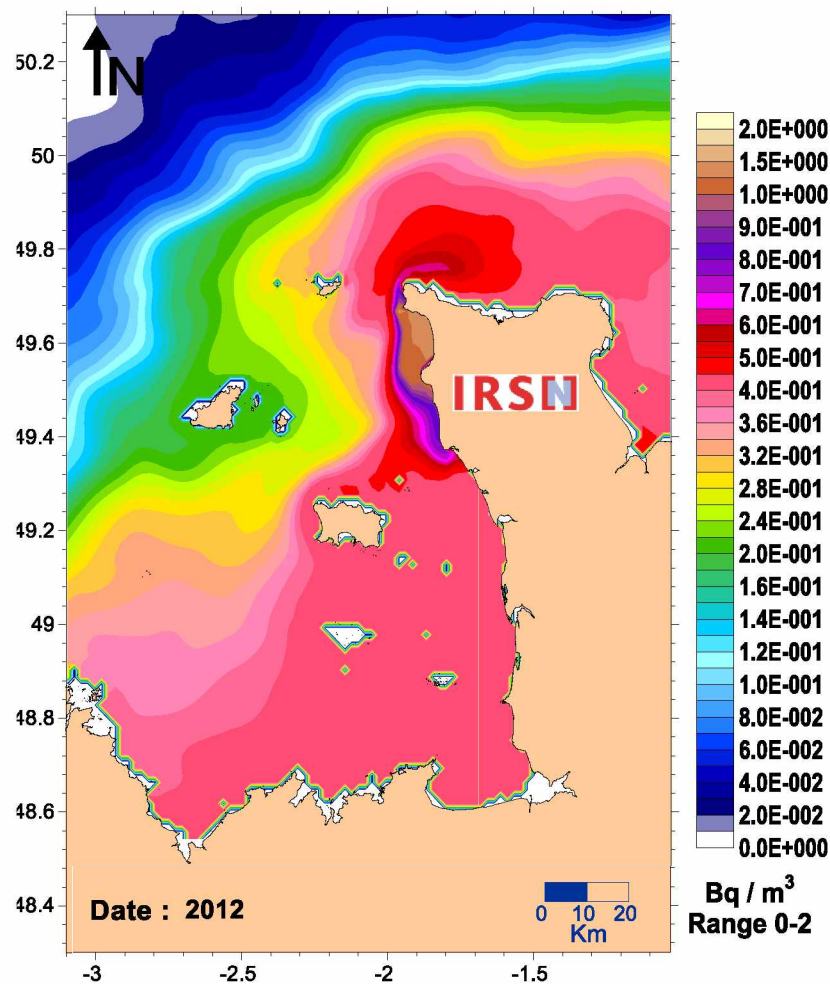 50.2
50
49.8
49.6
49.4
49.2
49
48.8
48.6
48.4
-3
-2.5
-2
-1.5
N
IRS[N]
Date : 2012
0 10 20
Km
2.0E+000
1.5E+000
1.0E+000
9.0E-001
8.0E-001
7.0E-001
6.0E-001
5.0E-001
4.0E-001
3.6E-001
3.2E-001
2.8E-001
2.4E-001
2.0E-001
1.6E-001
1.2E-001
1.0E-001
8.0E-002
6.0E-002
4.0E-002
2.0E-002
0.0E+000
Bq / m³
Range 0-2